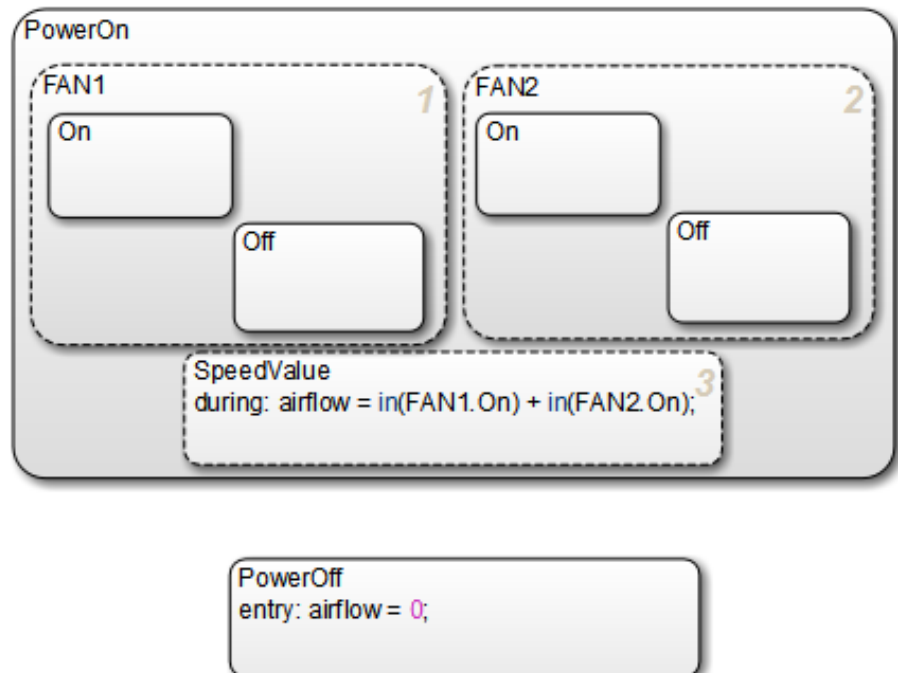 PowerOn
FAN1
1
On
Off
FAN2
2
On
Off
SpeedValue
3
during: airflow = in(FAN1.On) + in(FAN2.On);
PowerOff
entry: airflow = 0;